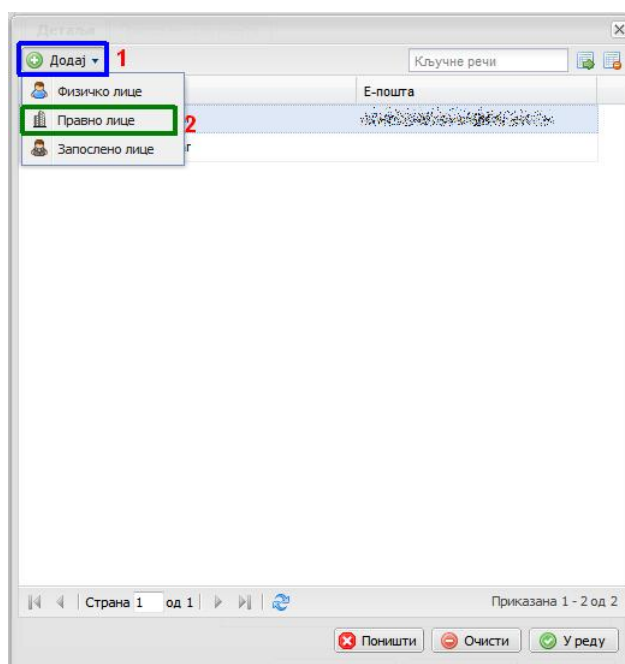 Детаљи
Додај 1
Кључне речи
Физичко лице
Е-пошта
Правно лице 2
Запослено лице
ог
Страна 1 од 1
Приказана 1 - 2 од 2
Поништи
Очисти
У реду